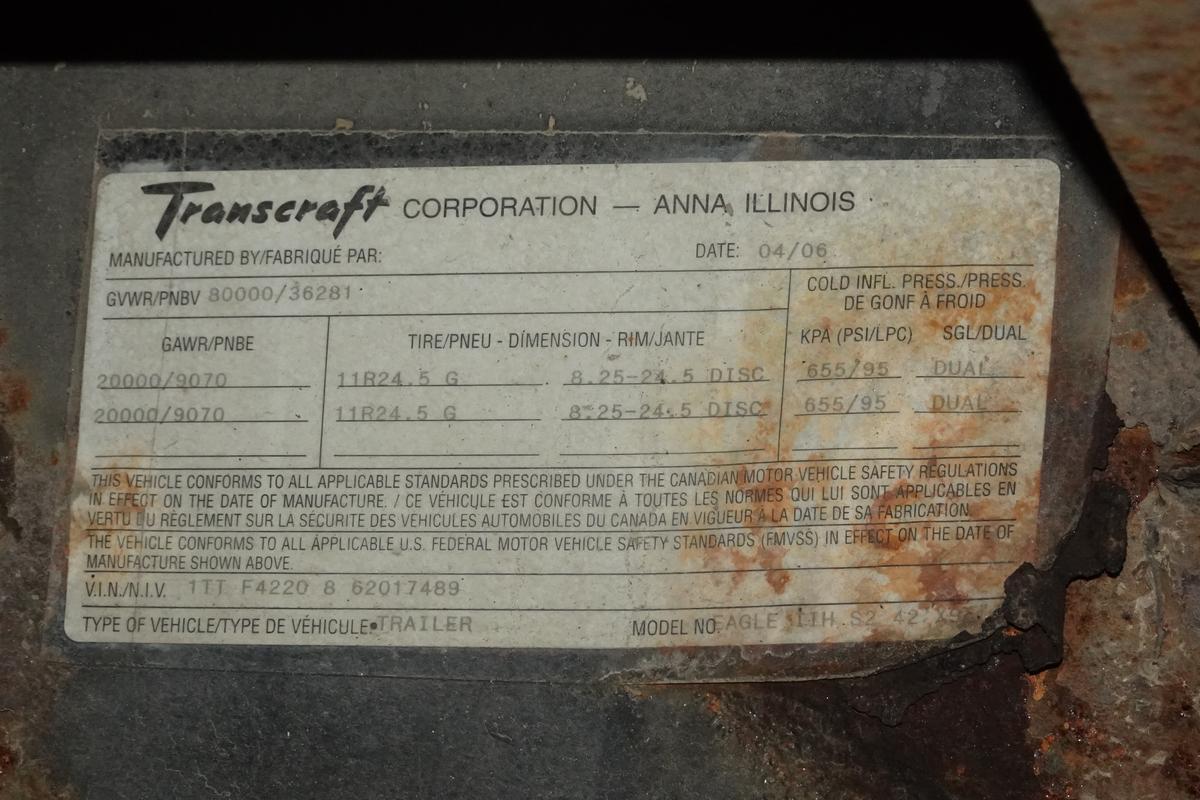 Transcraft CORPORATION — ANNA, ILLINOIS
MANUFACTURED BY/FABRIQUÉ PAR: DATE: 04/06
GVWR/PNBV 80000/36281
COLD INFL. PRESS./PRESS. DE GONF À FROID
GAWR/PNBE TIRE/PNEU - DIMENSION - RIM/JANTE KPA (PSI/LPC) SGL/DUAL
20000/9070 11R24.5 G 8.25-24.5 DISC 655/95 DUAL
20000/9070 11R24.5 G 8.25-24.5 DISC 655/95 DUAL
THIS VEHICLE CONFORMS TO ALL APPLICABLE STANDARDS PRESCRIBED UNDER THE CANADIAN MOTOR VEHICLE SAFETY REGULATIONS
IN EFFECT ON THE DATE OF MANUFACTURE. / CE VÉHICULE EST CONFORME À TOUTES LES NORMES QUI LUI SONT APPLICABLES EN
VERTU DU RÈGLEMENT SUR LA SÉCURITÉ DES VÉHICULES AUTOMOBILES DU CANADA EN VIGUEUR À LA DATE DE SA FABRICATION.
THE VEHICLE CONFORMS TO ALL APPLICABLE U.S. FEDERAL MOTOR VEHICLE SAFETY STANDARDS (FMVSS) IN EFFECT ON THE DATE OF
MANUFACTURE SHOWN ABOVE.
V.I.N./N.I.V. 1TT F4220 8 62017489
TYPE OF VEHICLE/TYPE DE VÉHICULE: TRAILER MODEL NO. EAGLE IIH S2 42